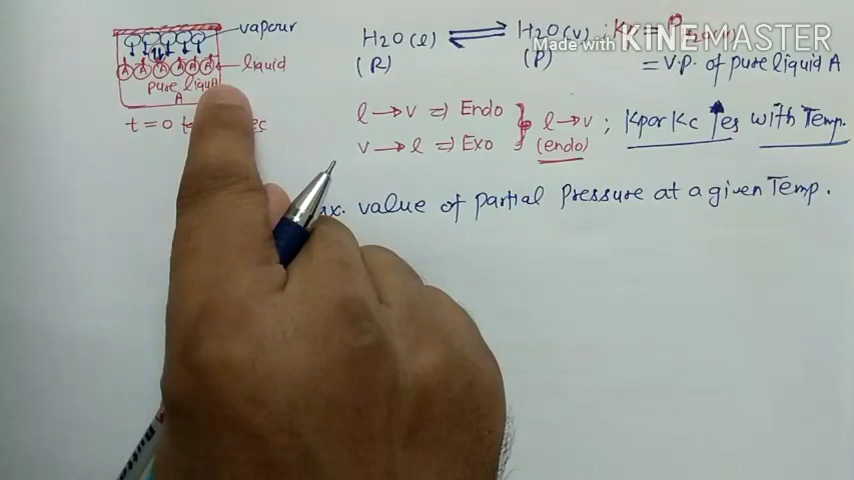 vapour
liquid
A A A A A A
pure liquid
A
t = 0
H2O (l) ⇌ H2O (v) ; Kp = P
(R) (P)
= V.P. of pure liquid A
l → v ⇒ Endo
v → l ⇒ Exo
l → v ; Kp or Kc ↑es with Temp.
(endo)
value of partial pressure at a given Temp.
Made with KINEMASTER